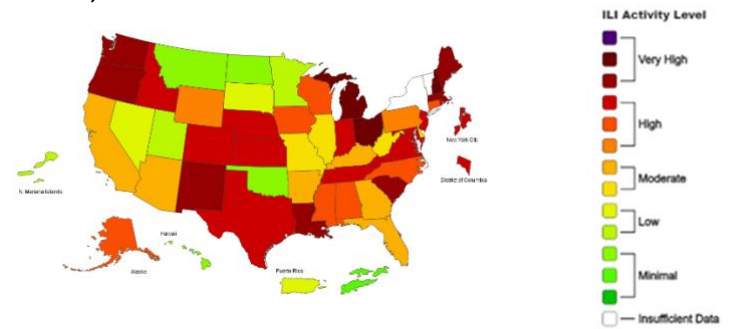 ILI Activity Level
Very High
High
Moderate
Low
Minimal
Insufficient Data
New York City
District of Columbia
N. Mariana Islands
Hawaii
Alaska
Puerto Rico